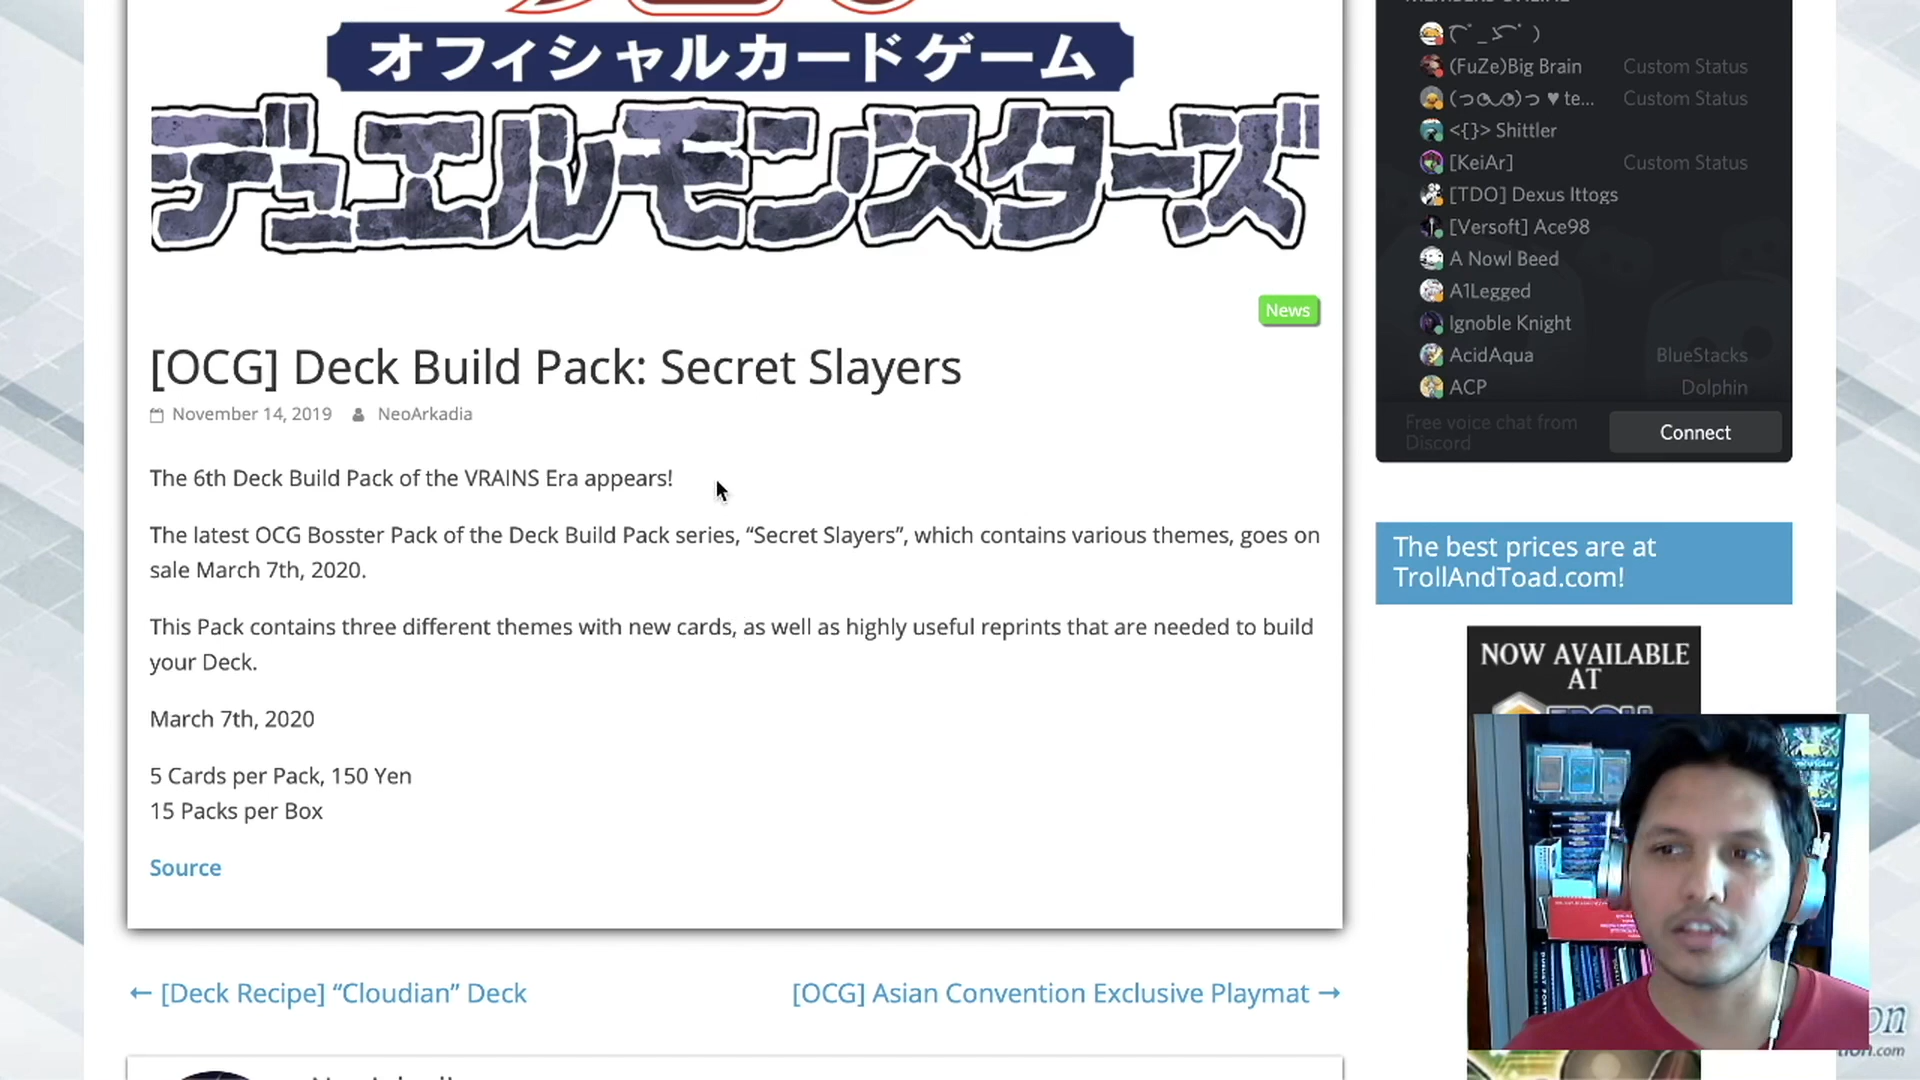 オフィシャルカードゲーム
デュエルモンスターズ
News
[OCG] Deck Build Pack: Secret Slayers
November 14, 2019 NeoArkadia
The 6th Deck Build Pack of the VRAINS Era appears!
The latest OCG Bosster Pack of the Deck Build Pack series, “Secret Slayers”, which contains various themes, goes on
sale March 7th, 2020.
This Pack contains three different themes with new cards, as well as highly useful reprints that are needed to build
your Deck.
March 7th, 2020
5 Cards per Pack, 150 Yen
15 Packs per Box
Source
← [Deck Recipe] “Cloudian” Deck
[OCG] Asian Convention Exclusive Playmat →
MEMBERS ONLINE
(FuZe)Big Brain Custom Status
te... Custom Status
<{}> Shittler
[KeiAr] Custom Status
[TDO] Dexus Ittogs
[Versoft] Ace98
A Nowl Beed
A1Legged
Ignoble Knight
AcidAqua BlueStacks
ACP Dolphin
Free voice chat from
Discord
Connect
The best prices are at
TrollAndToad.com!
NOW AVAILABLE
AT